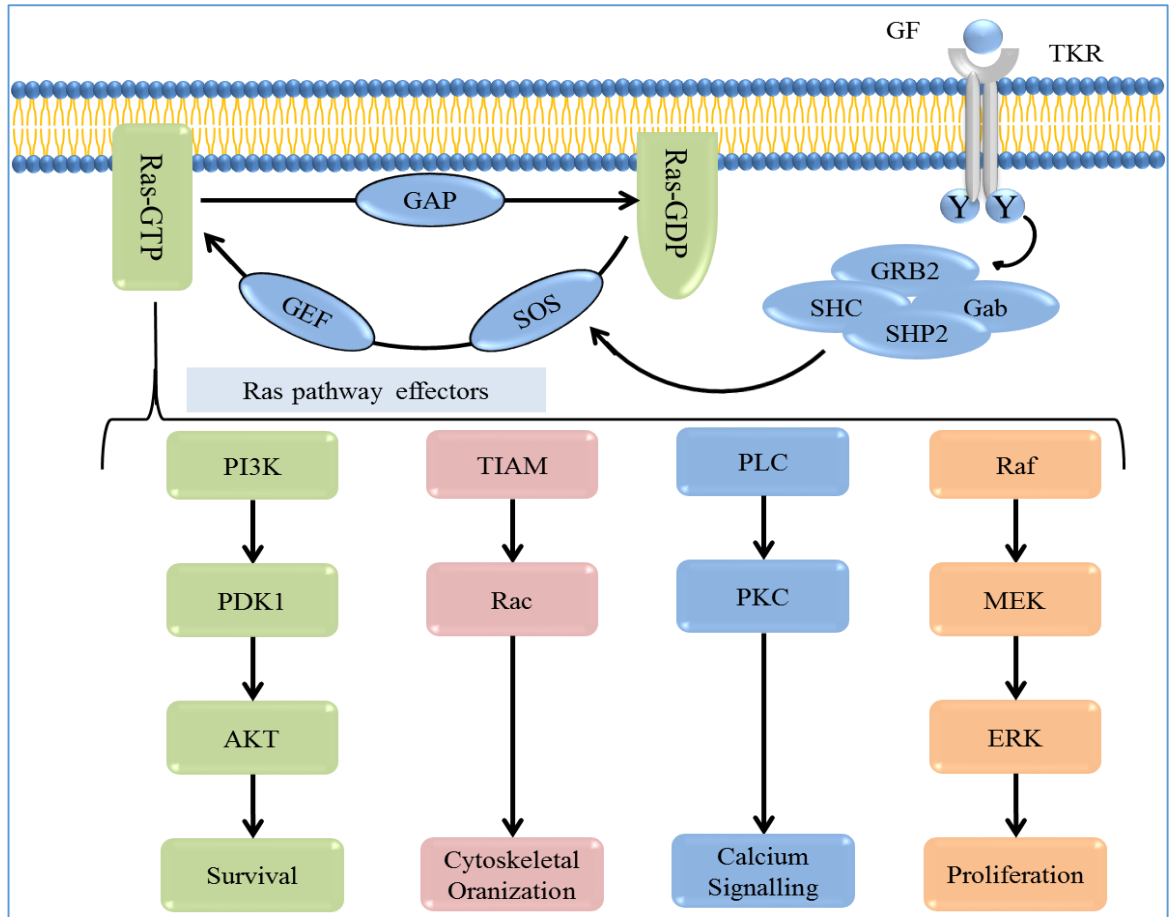 GF
TKR
Ras-GTP
GAP
Ras-GDP
Y
Y
GEF
SOS
GRB2
SHC
Gab
SHP2
Ras pathway effectors
PI3K
TIAM
PLC
Raf
PDK1
Rac
PKC
MEK
AKT
ERK
Survival
Cytoskeletal
Oranization
Calcium
Signalling
Proliferation